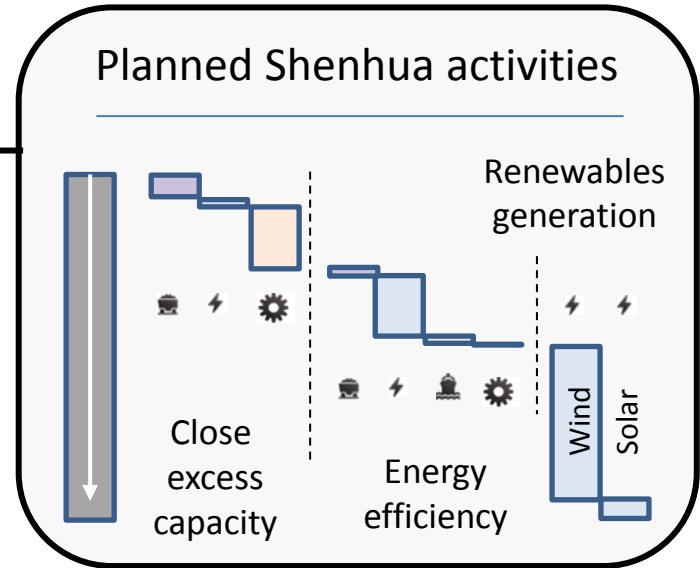 Planned Shenhua activities
Renewables
generation
Close
excess
capacity
Energy
efficiency
Wind
Solar